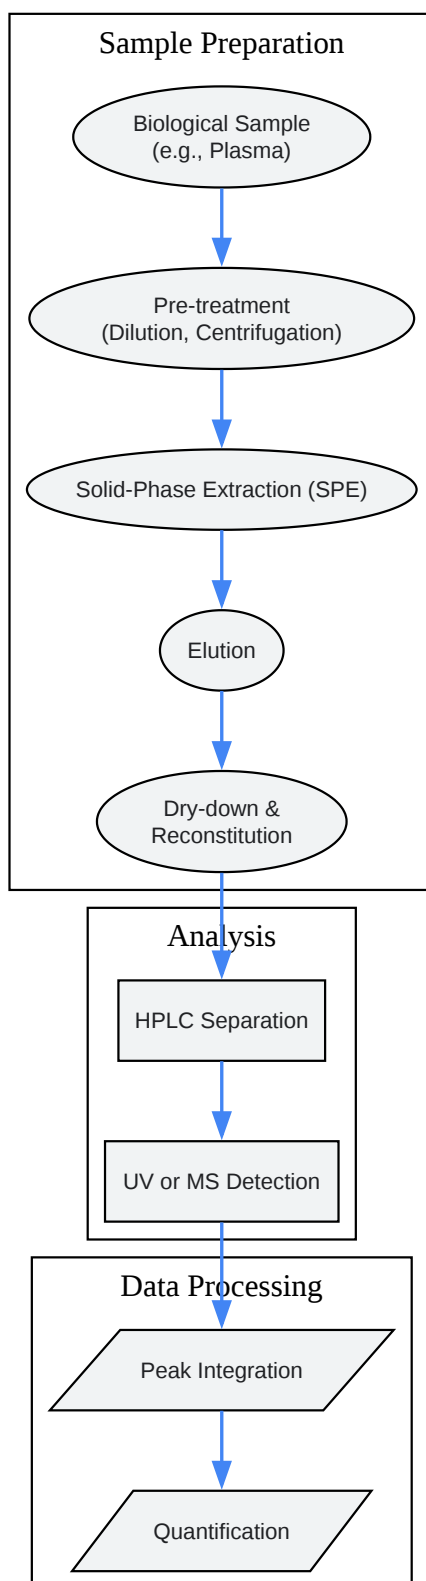 Sample Preparation
Biological Sample
(e.g., Plasma)
Pre-treatment
(Dilution, Centrifugation)
Solid-Phase Extraction (SPE)
Elution
Dry-down &
Reconstitution
Analysis
HPLC Separation
UV or MS Detection
Data Processing
Peak Integration
Quantification